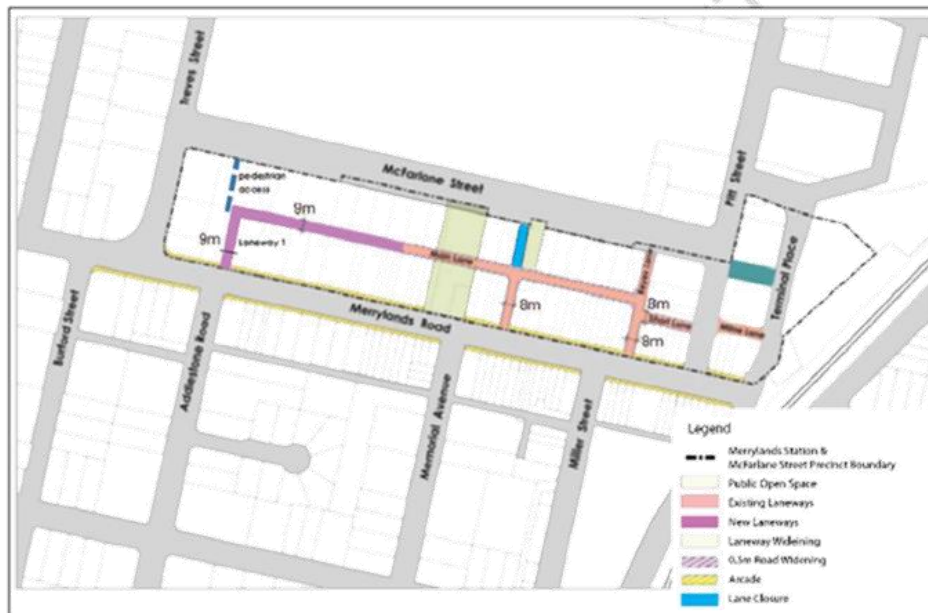 Treves Street
McFarlane Street
Pitt Street
pedestrian
access
9m
9m
Laneway 1
Main Lane
8m
8m
8m
Terminal Place
Merrylands Road
Burford Street
Addlestone Road
Memorial Avenue
Miller Street
Legend
Merrylands Station &
McFarlane Street Precinct Boundary
Public Open Space
Existing Laneways
New Laneways
Laneway Wideining
0.5m Road Widening
Arcade
Lane Closure